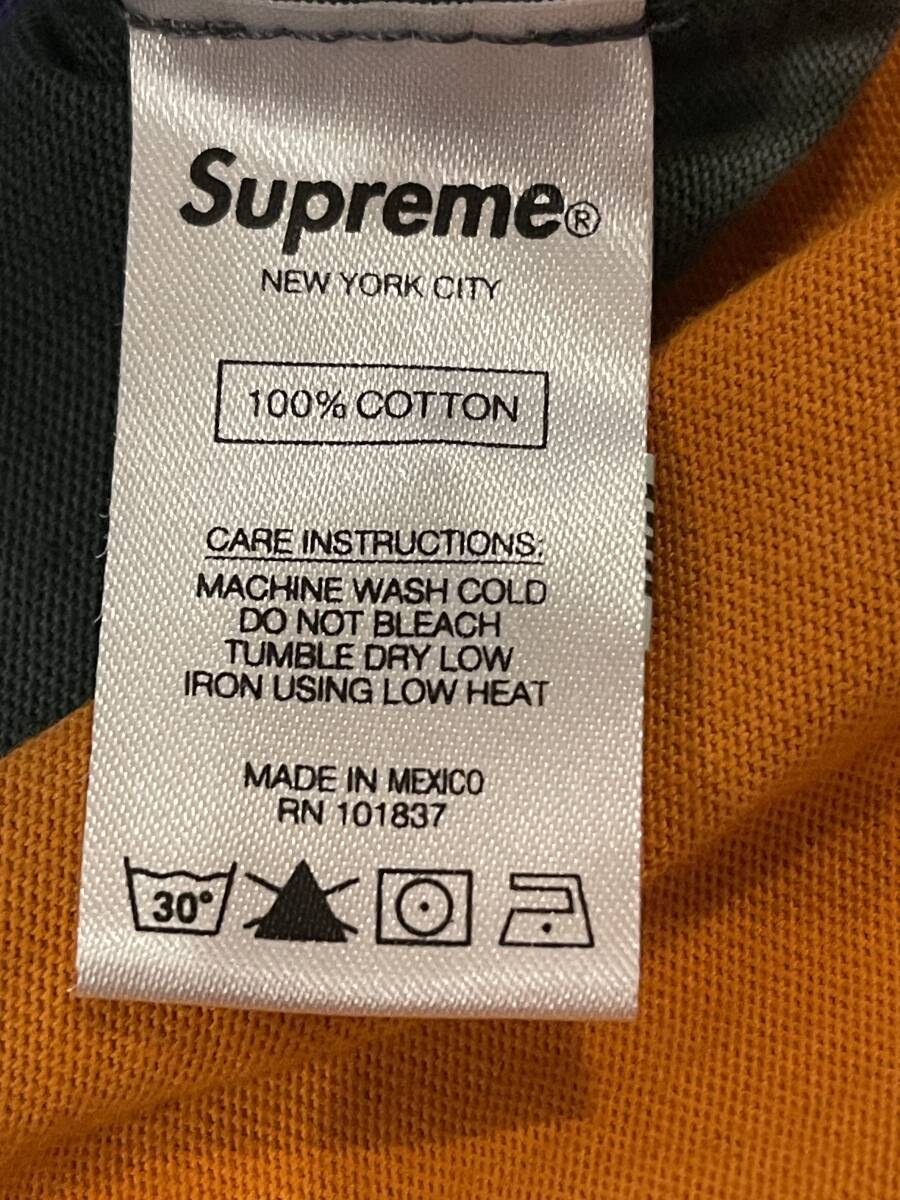 Supreme®
NEW YORK CITY
100% COTTON
CARE INSTRUCTIONS:
MACHINE WASH COLD
DO NOT BLEACH
TUMBLE DRY LOW
IRON USING LOW HEAT
MADE IN MEXICO
RN 101837
30°